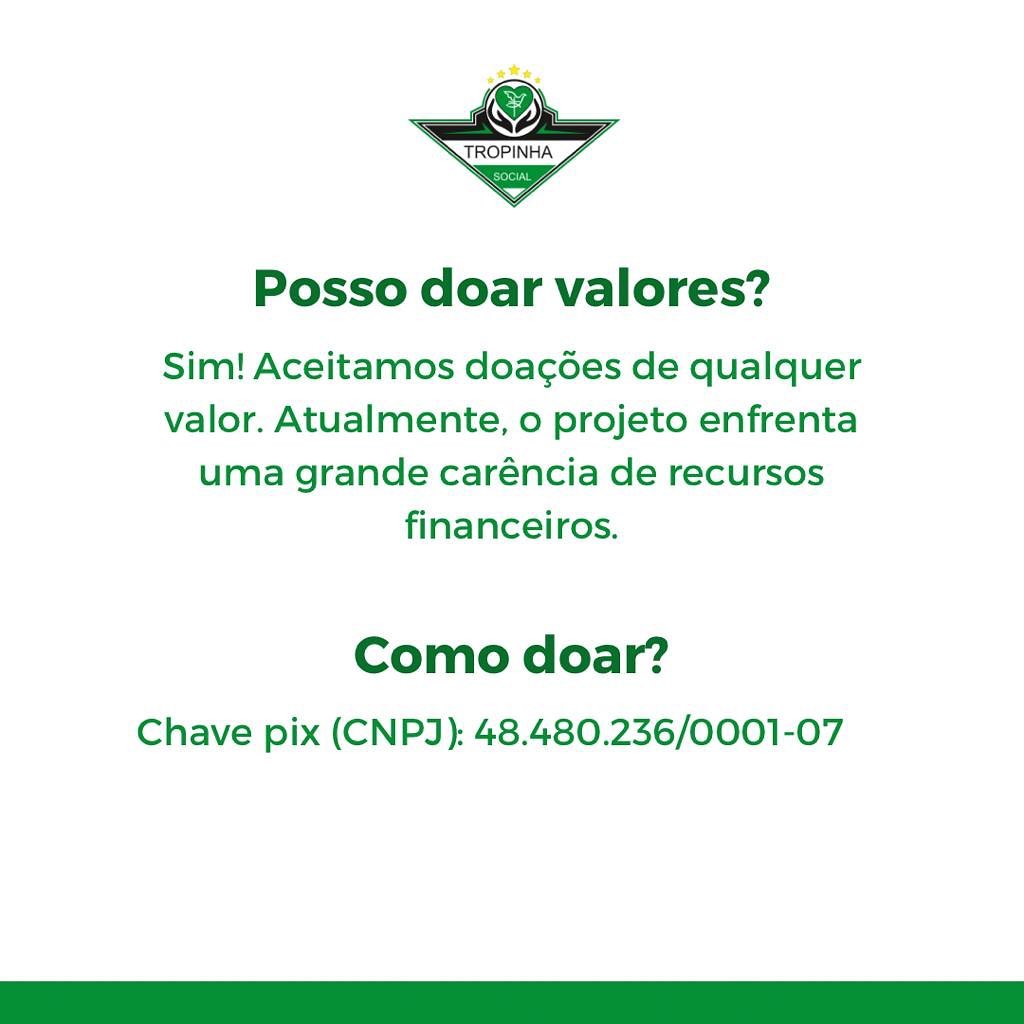 TROPINHA
SOCIAL
Posso doar valores?
Sim! Aceitamos doações de qualquer
valor. Atualmente, o projeto enfrenta
uma grande carência de recursos
financeiros.
Como doar?
Chave pix (CNPJ): 48.480.236/0001-07